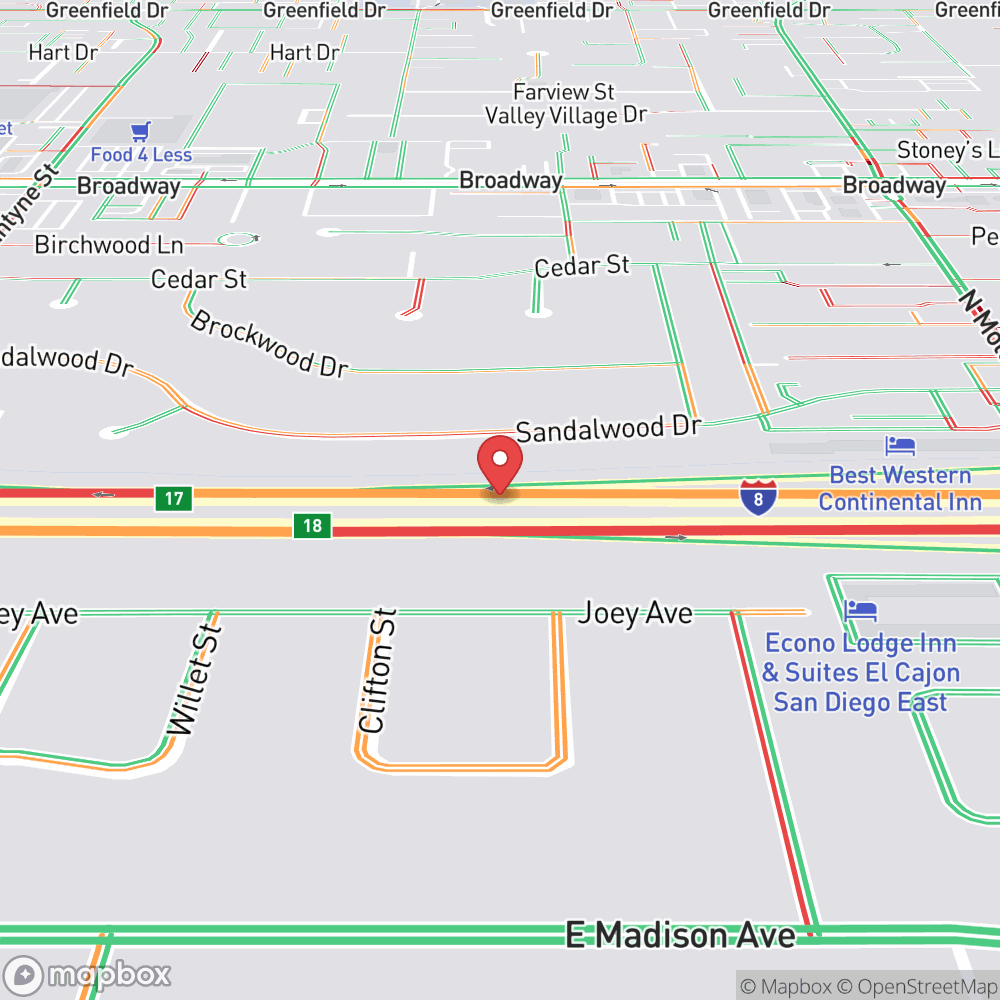 Greenfield Dr
Greenfield Dr
Greenfield Dr
Greenfield Dr
Greenfi
Hart Dr
Hart Dr
Farview St
Valley Village Dr
et
Food 4 Less
Stoney's L
Broadway
Broadway
Broadway
ntyne St
Birchwood Ln
Pe
Cedar St
Cedar St
N Mol
Brockwood Dr
dalwood Dr
Sandalwood Dr
Best Western
Continental Inn
17
8
18
ey Ave
Joey Ave
Willet St
Clifton St
Econo Lodge Inn
& Suites El Cajon
San Diego East
E Madison Ave
mapbox
© Mapbox © OpenStreetMap